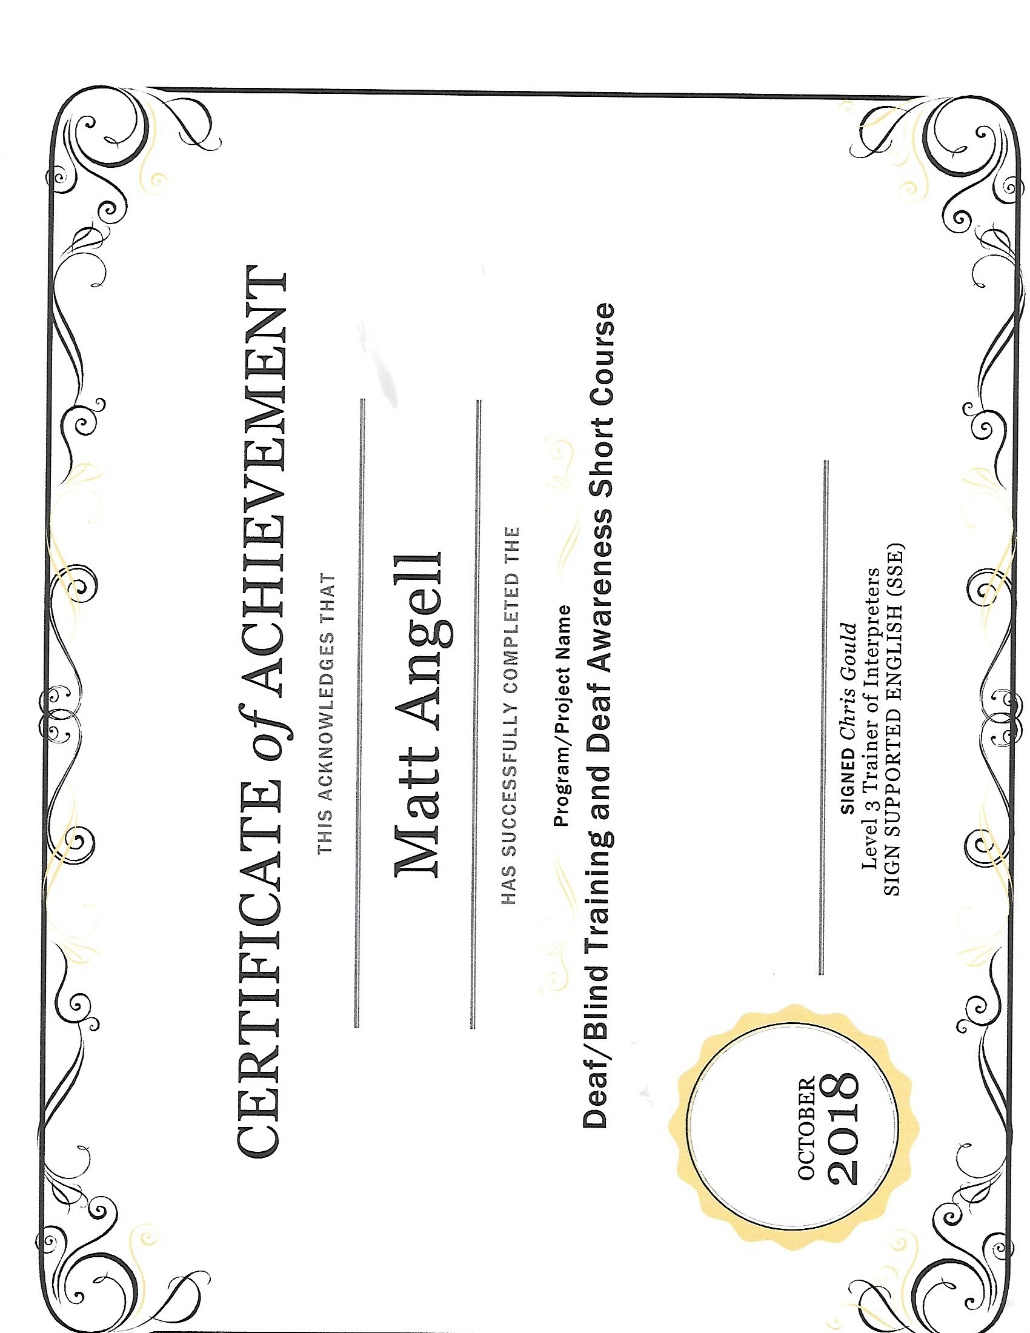 CERTIFICATE of ACHIEVEMENT
THIS ACKNOWLEDGES THAT
Matt Angell
HAS SUCCESSFULLY COMPLETED THE
Program/Project Name
Deaf/Blind Training and Deaf Awareness Short Course
SIGNED Chris Gould
Level 3 Trainer of Interpreters
SIGN SUPPORTED ENGLISH (SSE)
OCTOBER
2018